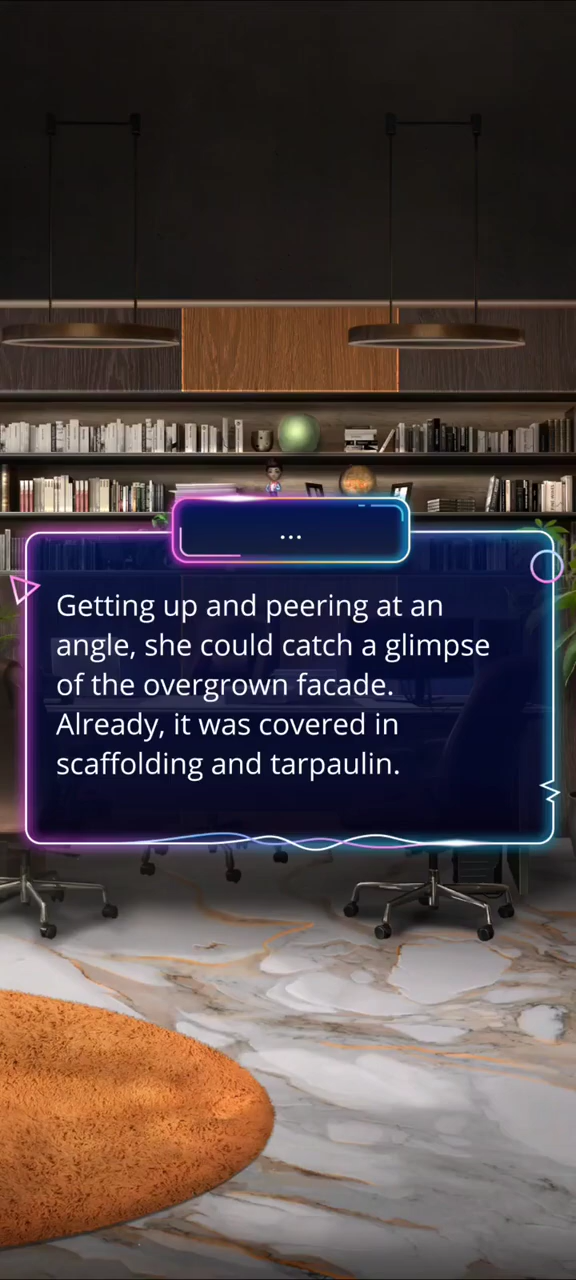 ...
Getting up and peering at an
angle, she could catch a glimpse
of the overgrown facade.
Already, it was covered in
scaffolding and tarpaulin.